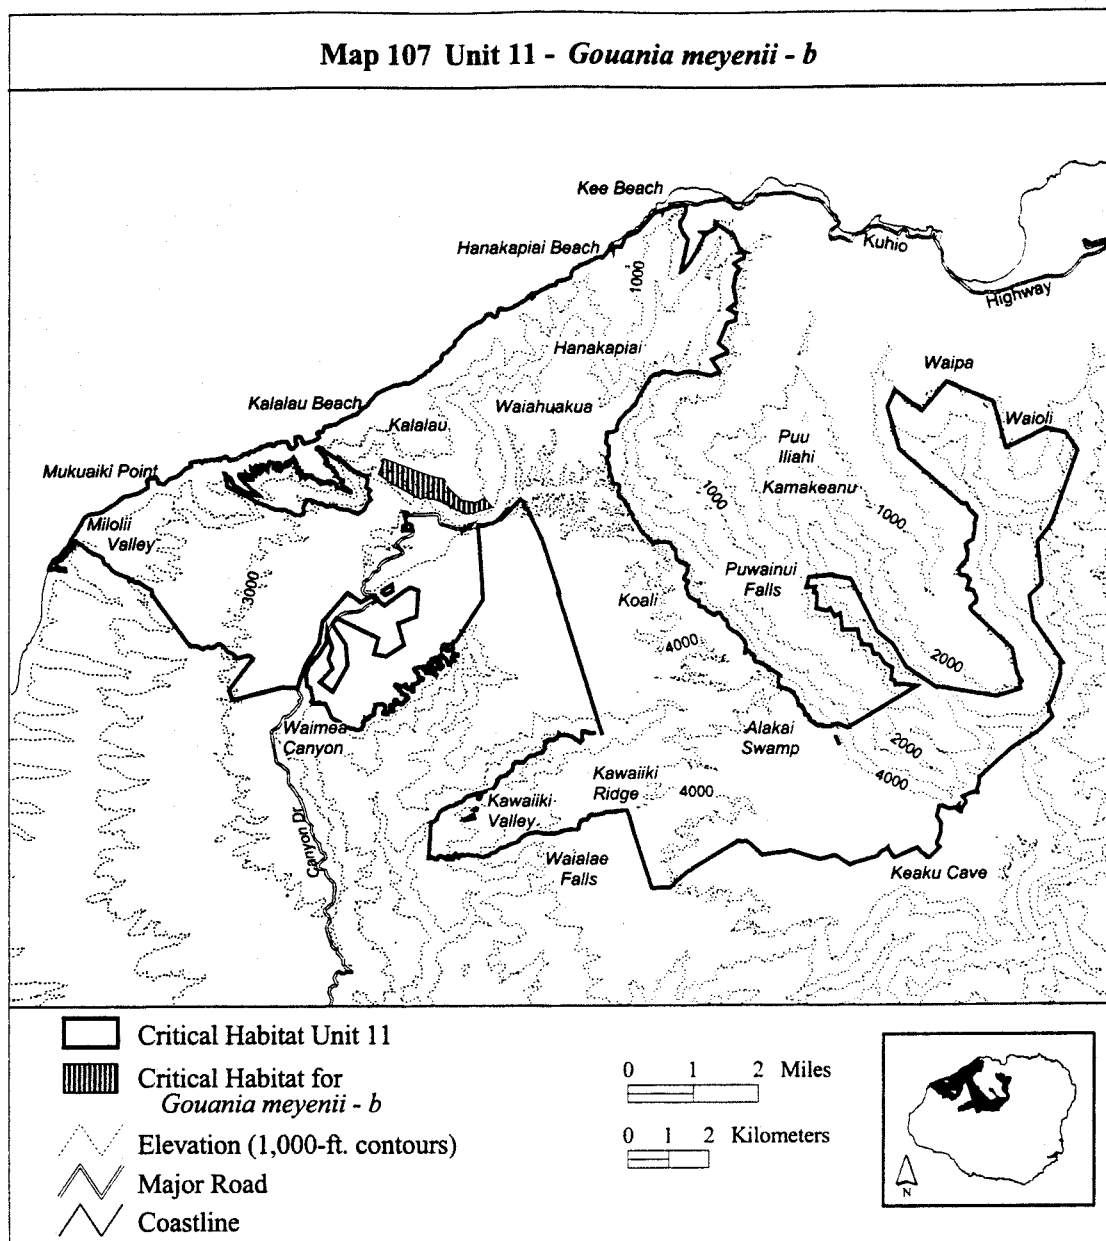 Map 107 Unit 11 - Gouania meyenii - b
Kee Beach
Hanakapiai Beach
Kuhio
Highway
1000
Hanakapiai
Waipa
Kalalau Beach
Waiahuakua
Kalalau
Waioli
Puu
Iliahi
Mukuaiki Point
Kamakeanu
1000
1000
Milolii
Valley
Puwainui
Falls
3000
Koali
4000
2000
Waimea
Canyon
Alakai
Swamp
2000
4000
Kawaiiki
Ridge
4000
Kawaiiki
Valley
Canyon Dr
Waialae
Falls
Keaku Cave
Critical Habitat Unit 11
Critical Habitat for
Gouania meyenii - b
Elevation (1,000-ft. contours)
Major Road
Coastline
0 1 2 Miles
0 1 2 Kilometers
N